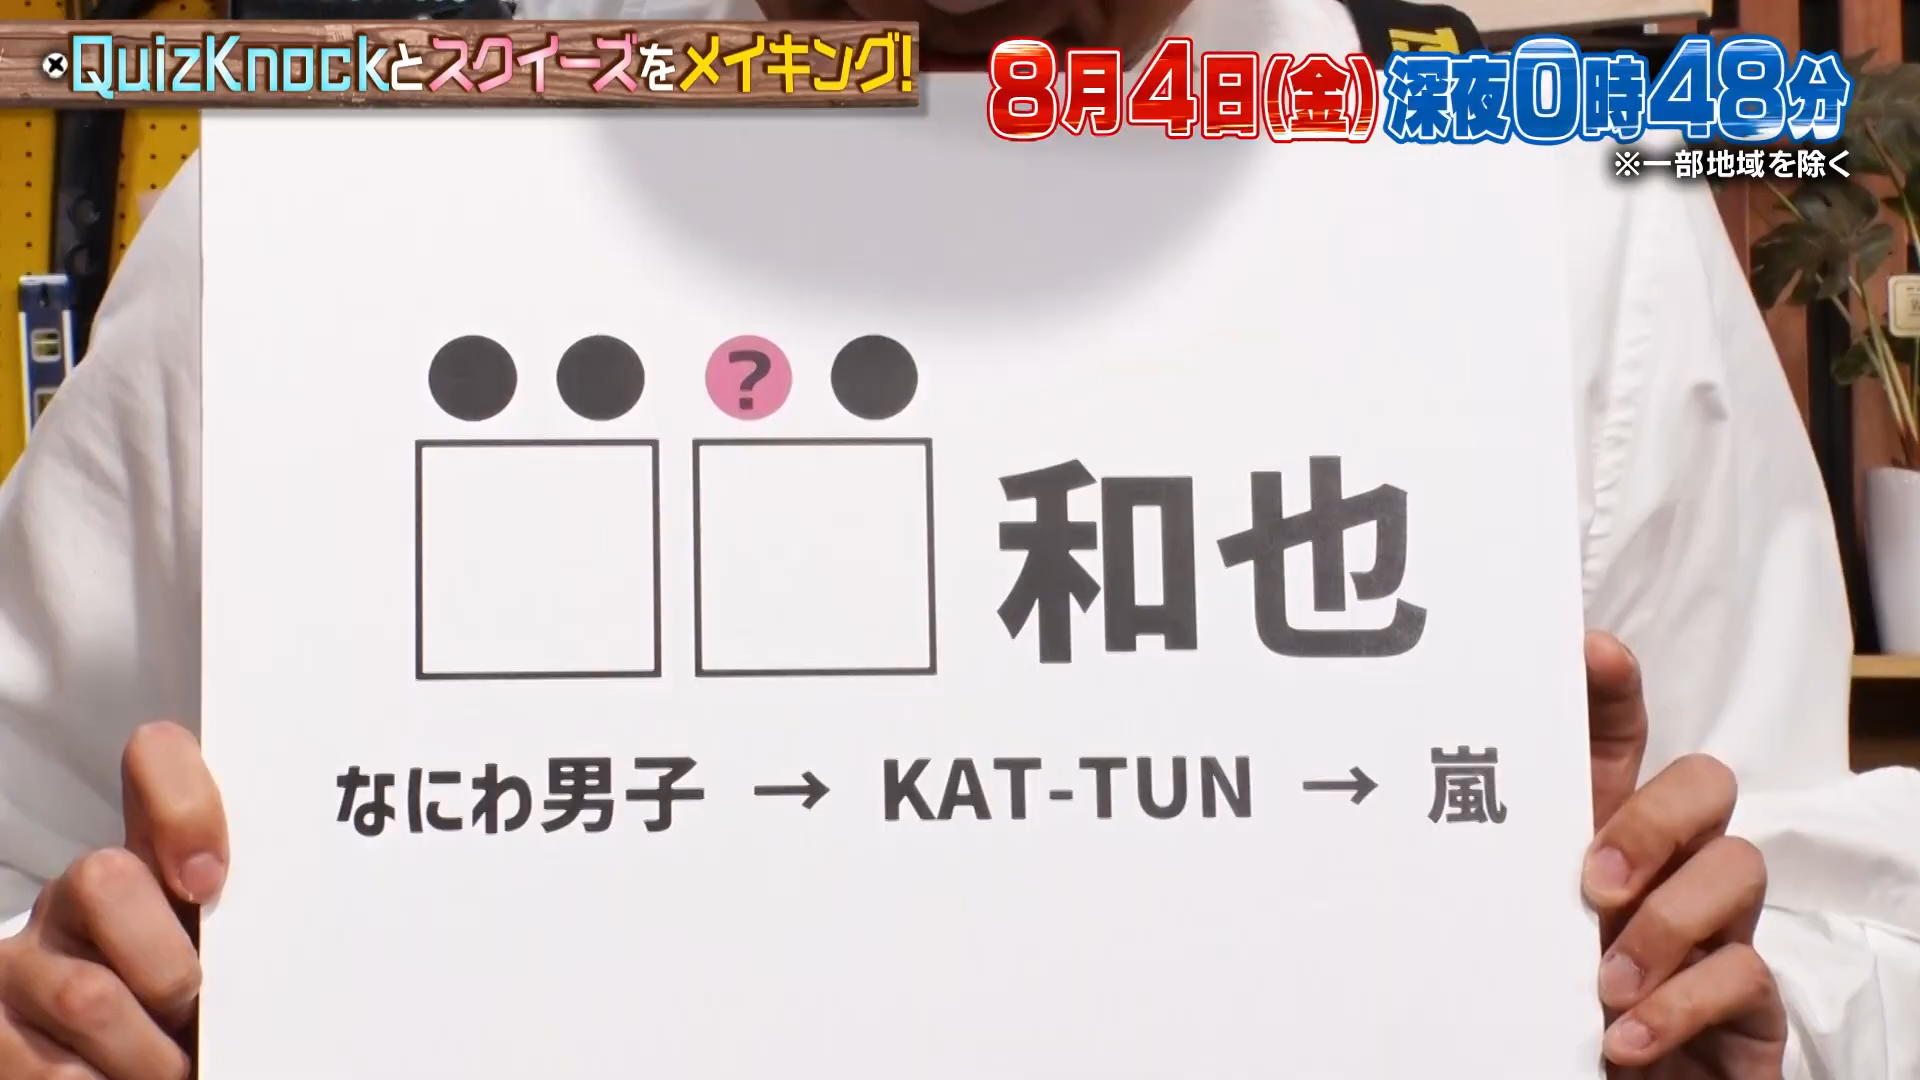 QuizKnockとスクイーズをメイキング!
8月4日(金)深夜0時48分
※一部地域を除く
?
和也
なにわ男子 → KAT-TUN → 嵐